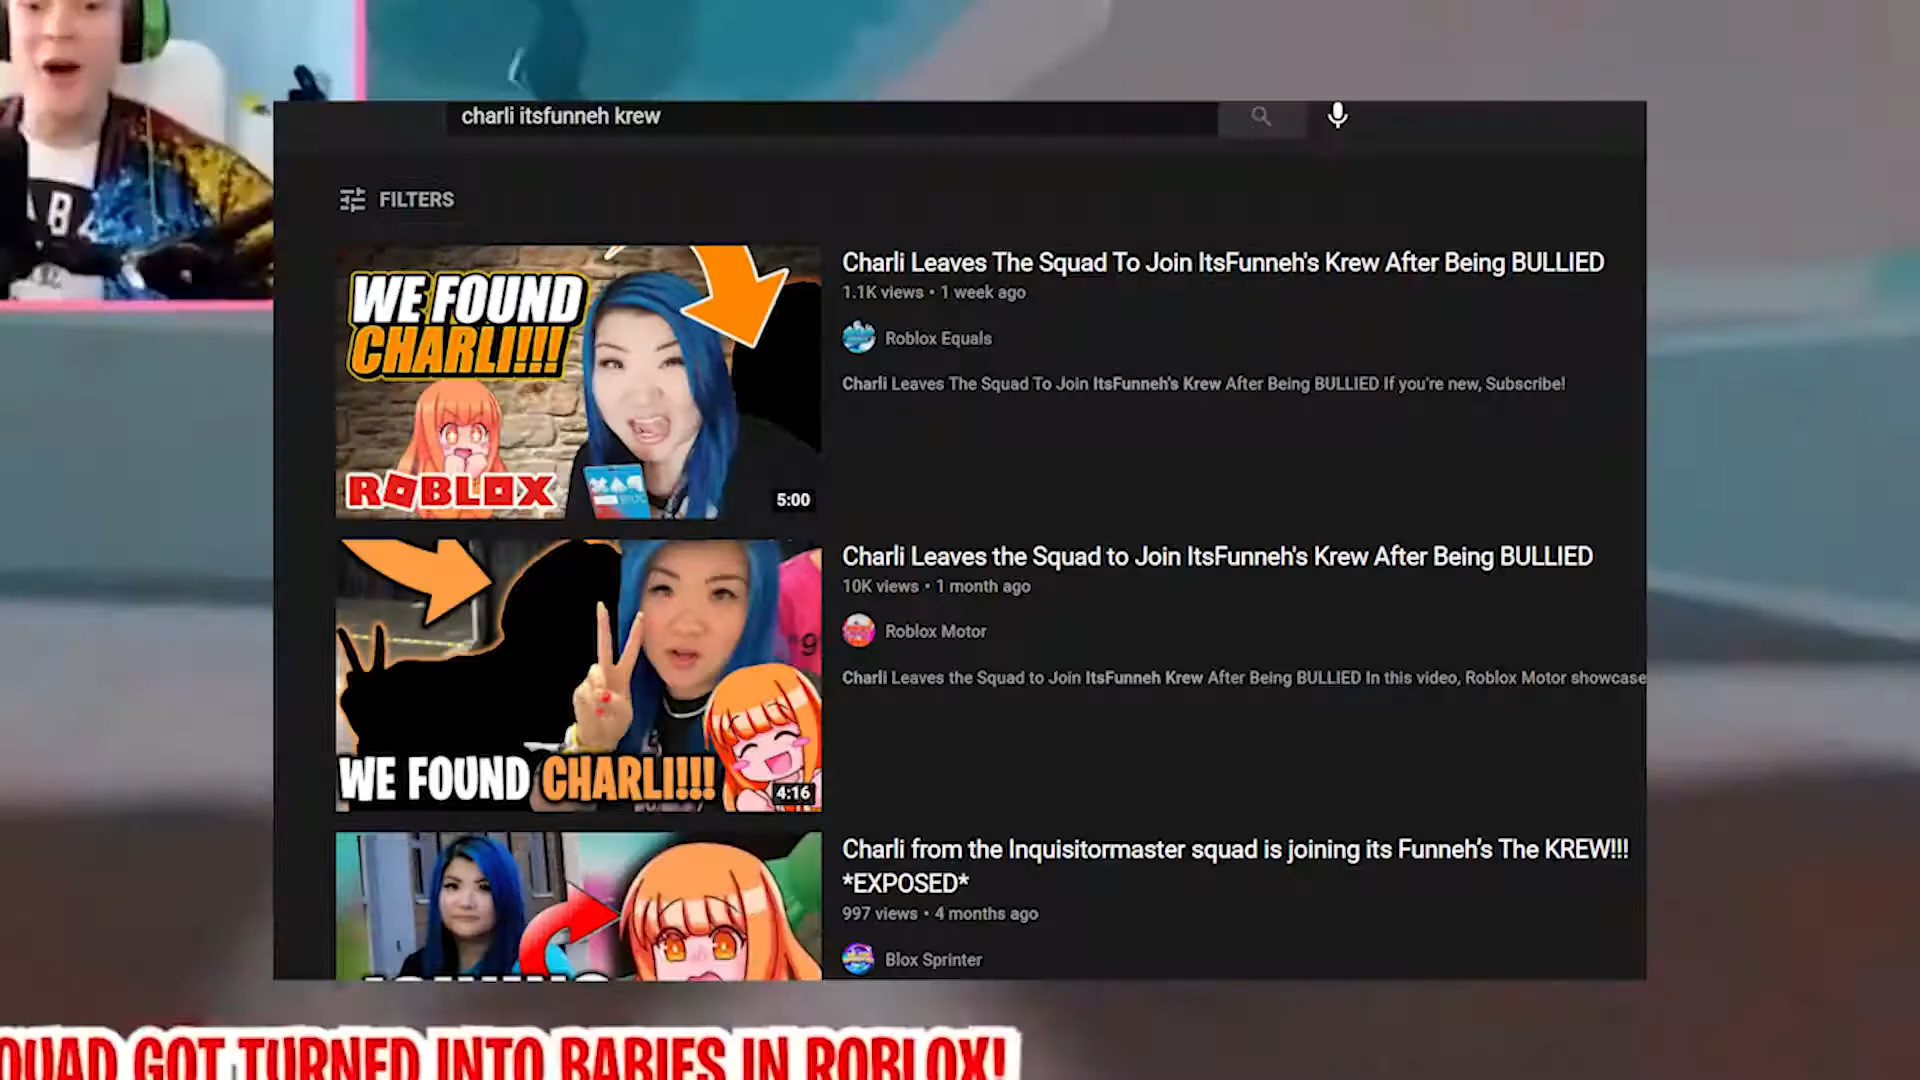 charli itsfunneh krew
FILTERS
WE FOUND
CHARLI!!!
ROBLOX
5:00
Charli Leaves The Squad To Join ItsFunneh's Krew After Being BULLIED
1.1K views • 1 week ago
Roblox Equals
Charli Leaves The Squad To Join ItsFunneh's Krew After Being BULLIED If you're new, Subscribe!
WE FOUND CHARLI!!!
4:16
Charli Leaves the Squad to Join ItsFunneh's Krew After Being BULLIED
10K views • 1 month ago
Roblox Motor
Charli Leaves the Squad to Join ItsFunneh Krew After Being BULLIED In this video, Roblox Motor showcase
Charli from the Inquisitormaster squad is joining its Funneh’s The KREW!!!
*EXPOSED*
997 views • 4 months ago
Blox Sprinter
QUAD GOT TURNED INTO BABIES IN ROBLOX!